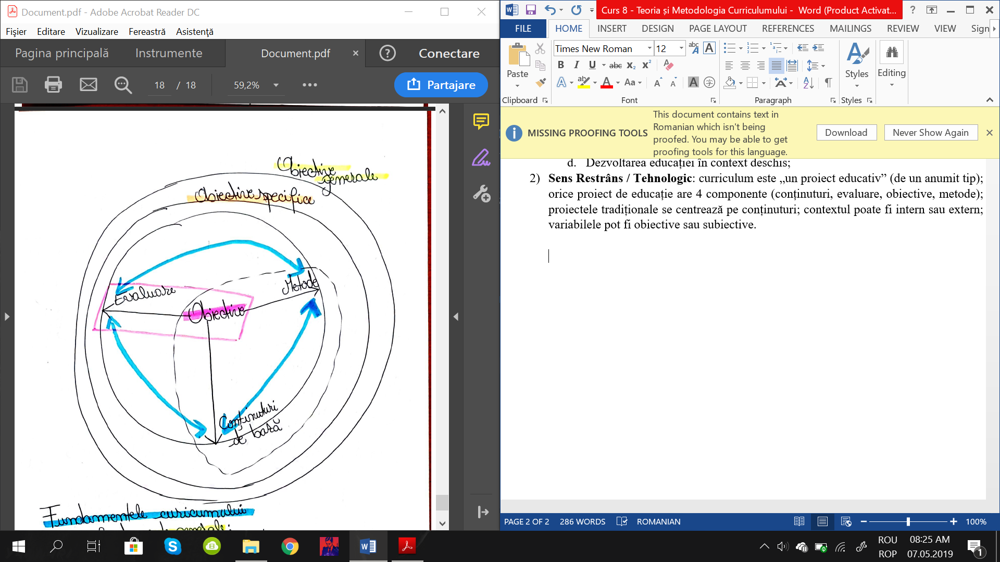 Document.pdf - Adobe Acrobat Reader DC
Fişier Editare Vizualizare Fereastră Asistenţă
Pagina principală Instrumente Document.pdf × ? Conectare
18 / 18 59,2% Partajare
Obiective
generale
Obiective specifice
Evaluare
Metode
Obiective
Conținuturi
de bază
Fundamentele curicumului
generale:
Curs 8 - Teoria și Metodologia Curriculumului - Word (Product Activat...
FILE HOME INSERT DESIGN PAGE LAYOUT REFERENCES MAILINGS REVIEW VIEW Sign
Times New Roman 12
Paste
Styles
Editing
Clipboard Font Paragraph Styles
MISSING PROOFING TOOLS
This document contains text in
Romanian which isn't being
proofed. You may be able to get
proofing tools for this language.
Download Never Show Again
d. Dezvoltarea educației în context deschis;
2) Sens Restrâns / Tehnologic: curriculum este „un proiect educativ” (de un anumit tip);
orice proiect de educație are 4 componente (conținuturi, evaluare, obiective, metode);
proiectele tradiționale se centrează pe conținuturi; contextul poate fi intern sau extern;
variabilele pot fi obiective sau subiective.
PAGE 2 OF 2 286 WORDS ROMANIAN 100%
ROU 08:25 AM
ROP 07.05.2019
1